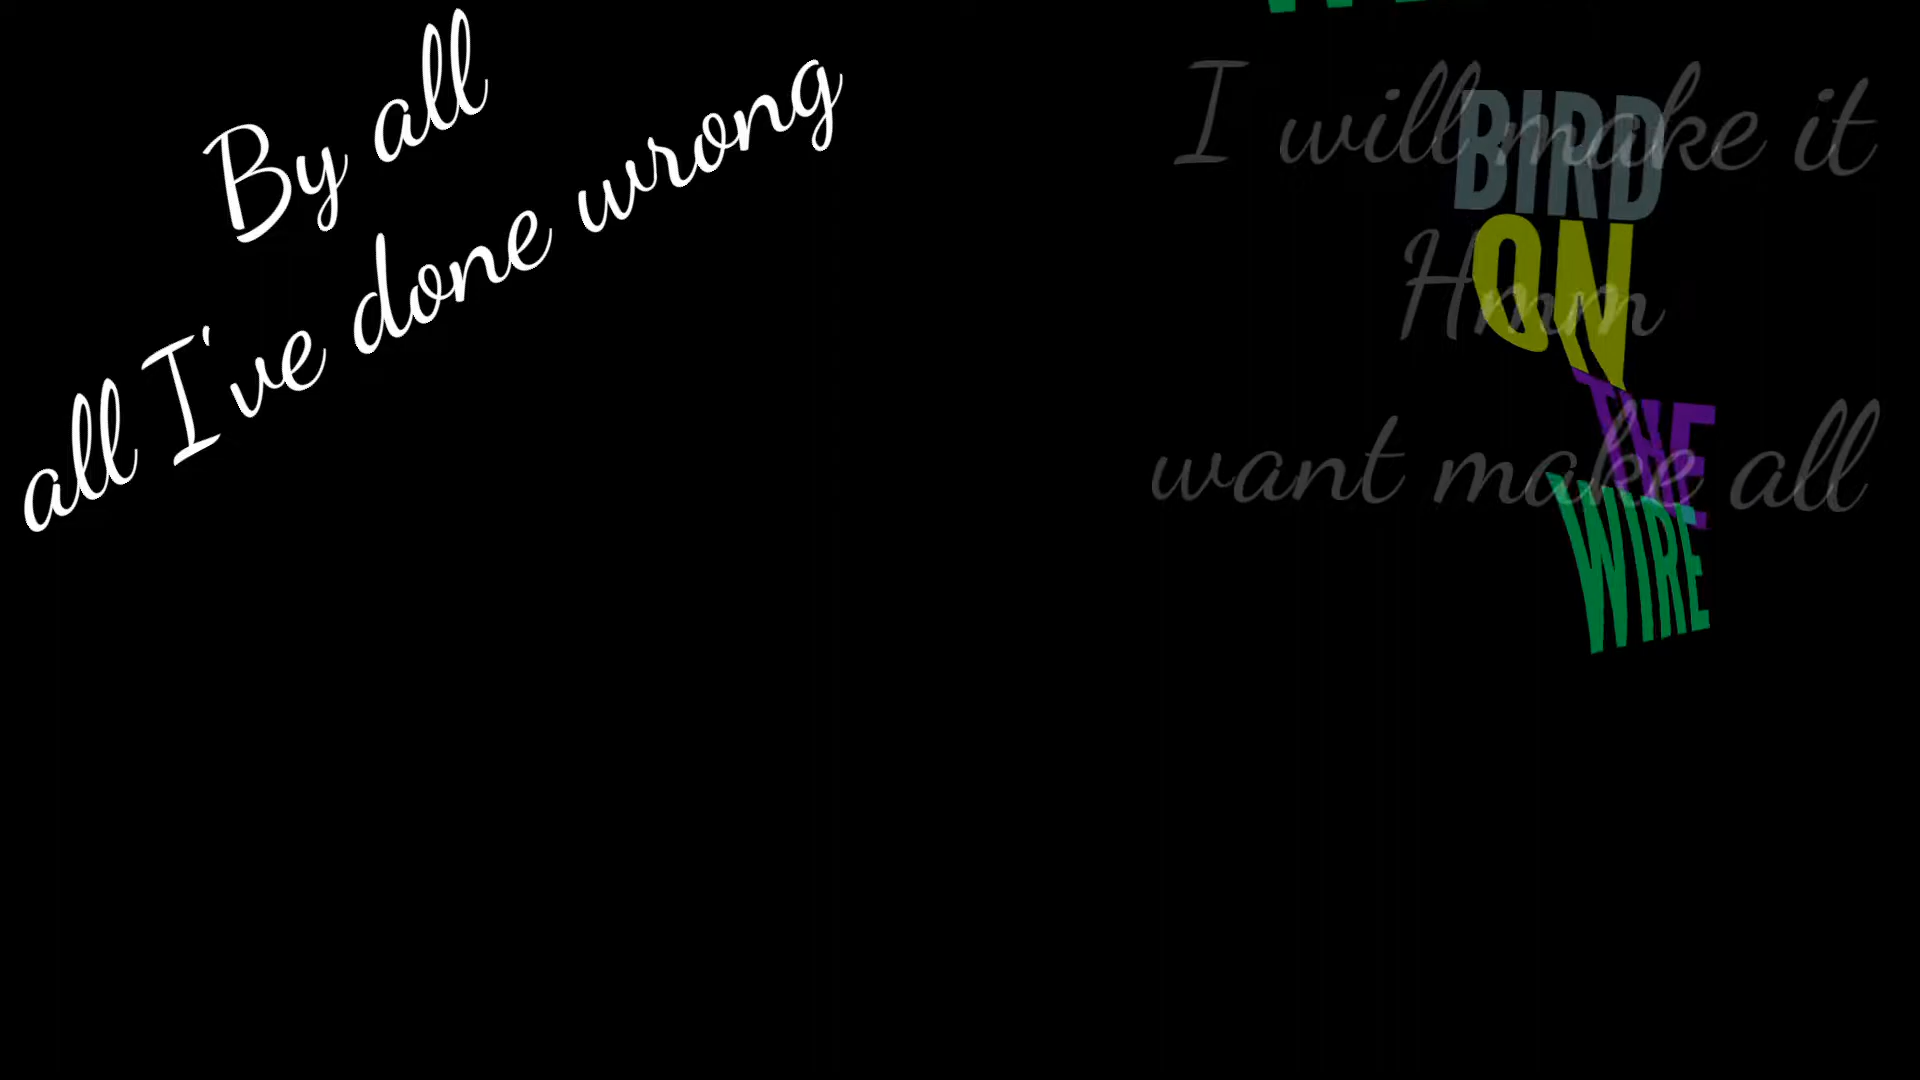 By all
all I've done wrong
I will make it
Hmm
want make all
BIRD
ON
THE
WIRE